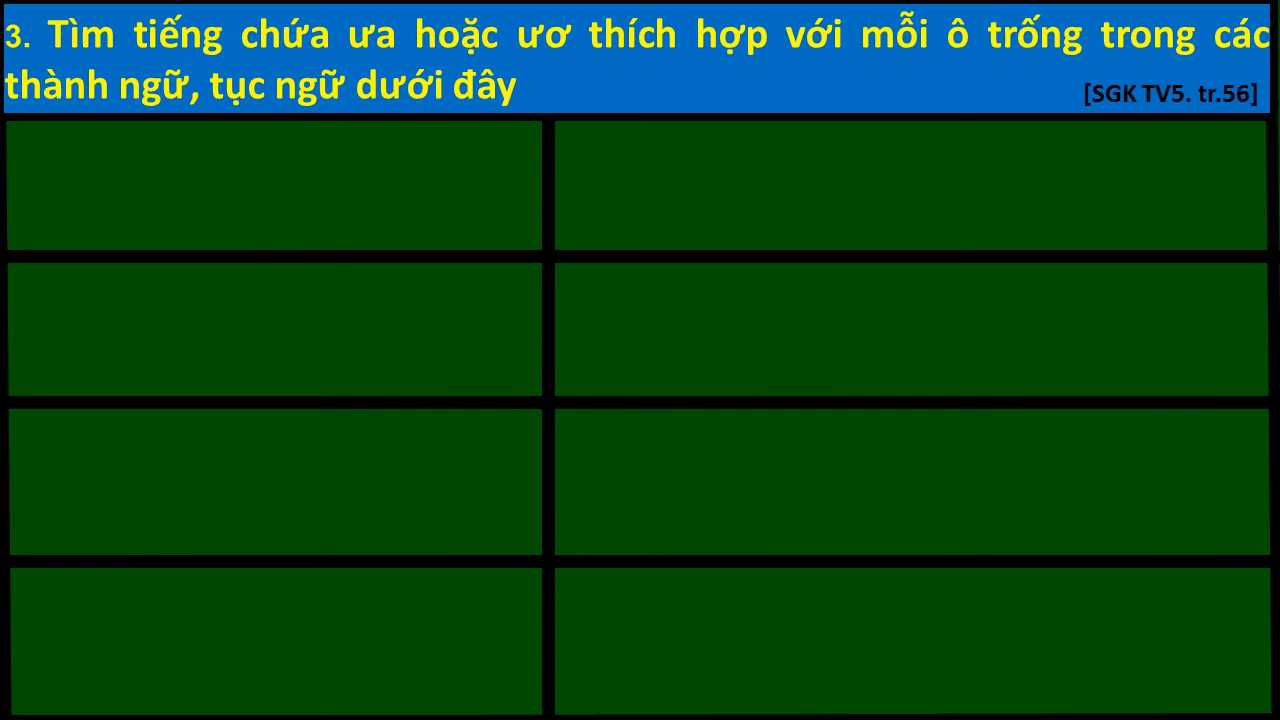 3. Tìm tiếng chứa ưa hoặc ươ thích hợp với mỗi ô trống trong các
thành ngữ, tục ngữ dưới đây
[SGK TV5. tr.56]